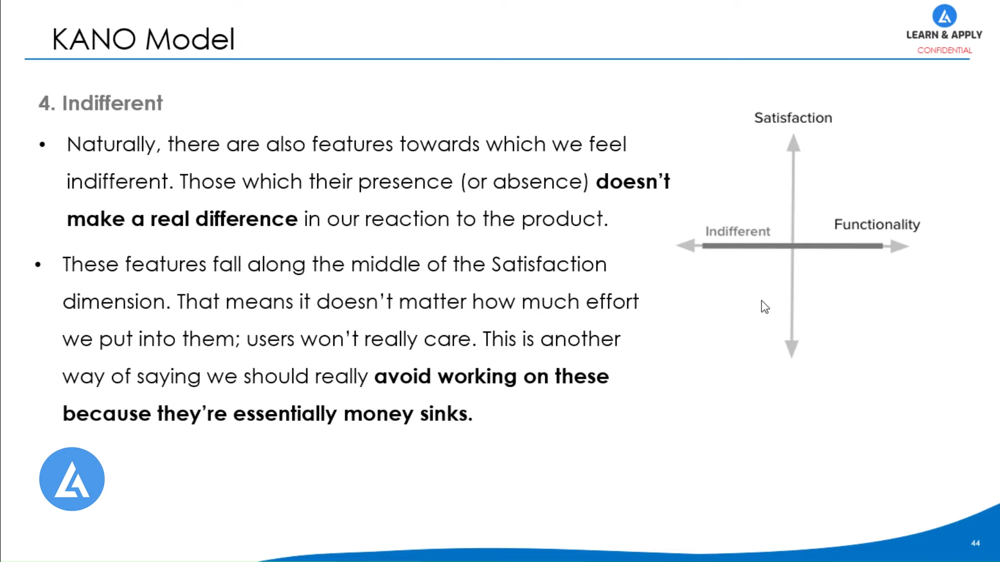 KANO Model
LEARN & APPLY
CONFIDENTIAL
4. Indifferent
• Naturally, there are also features towards which we feel
indifferent. Those which their presence (or absence) doesn’t
make a real difference in our reaction to the product.
• These features fall along the middle of the Satisfaction
dimension. That means it doesn’t matter how much effort
we put into them; users won’t really care. This is another
way of saying we should really avoid working on these
because they’re essentially money sinks.
Satisfaction
Functionality
Indifferent
44